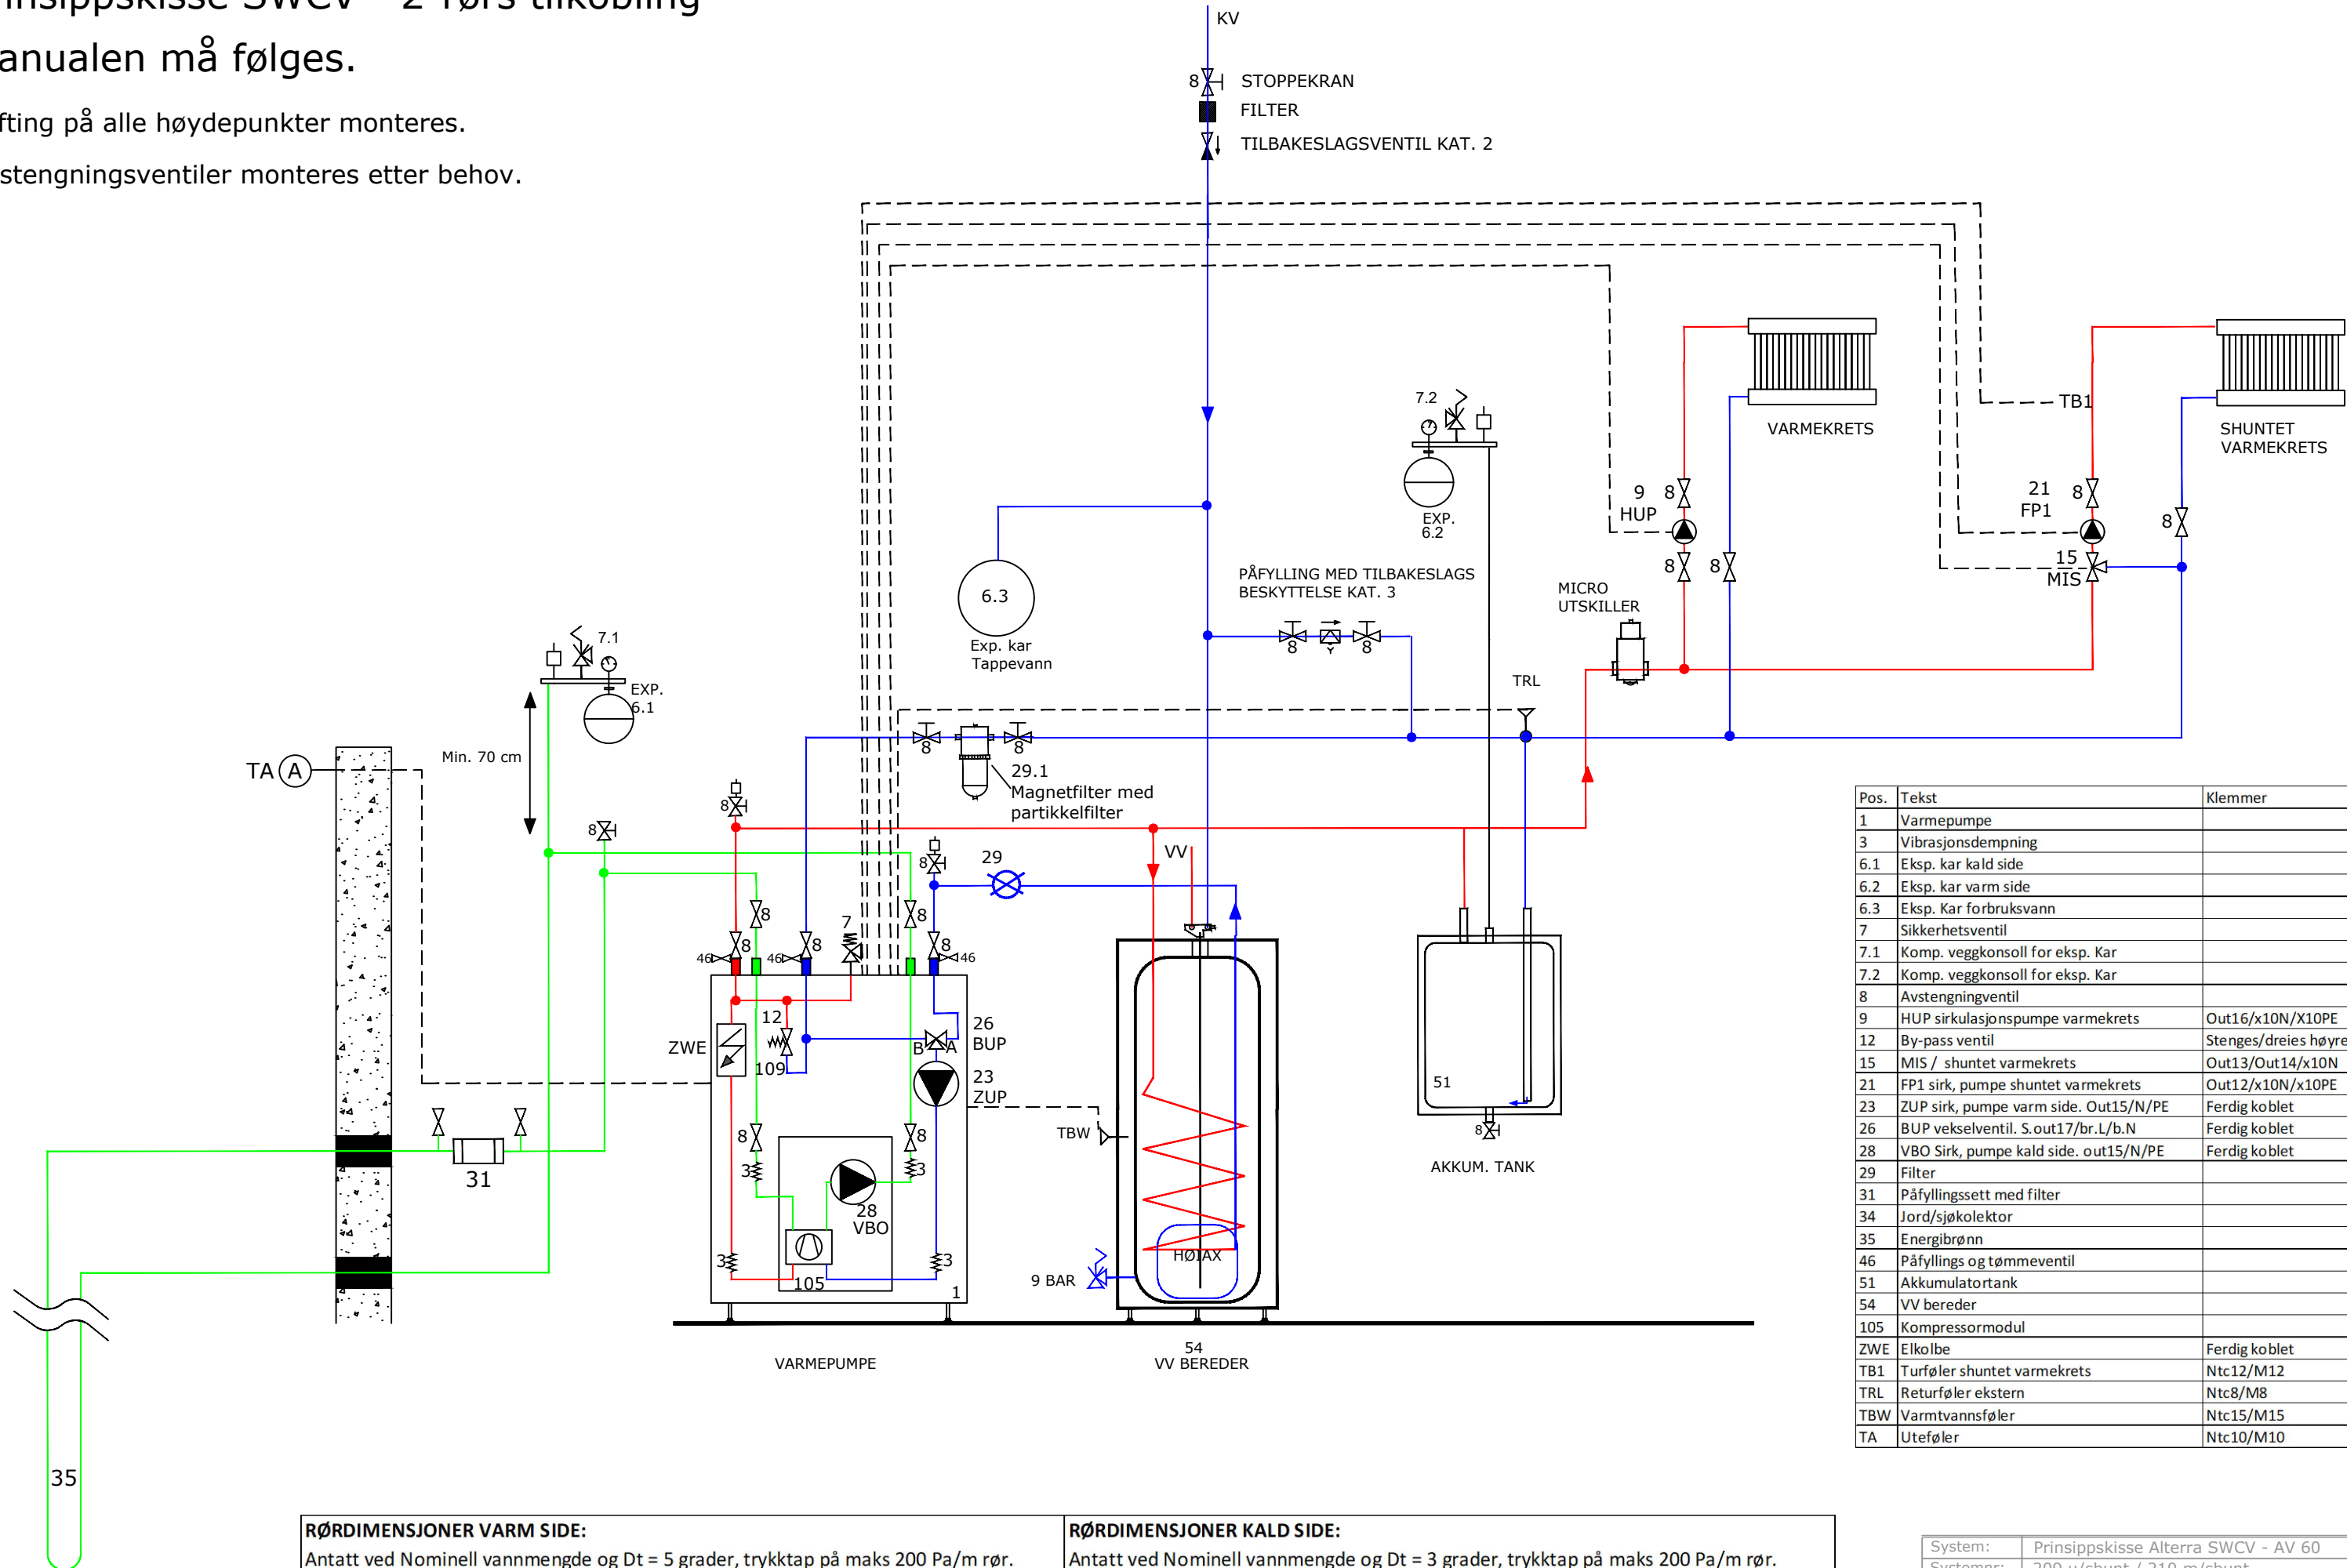 insippskisse SWCV - 2 rørs tilkobling
anualen må følges.
fting på alle høydepunkter monteres.
stengningsventiler monteres etter behov.
KV
8 STOPPEKRAN
FILTER
TILBAKESLAGSVENTIL KAT. 2
TB1
VARMEKRETS
SHUNTET
VARMEKRETS
7.2
EXP.
6.2
9
HUP
8
8
8
21
FP1
8
8
15
MIS
6.3
Exp. kar
Tappevann
PÅFYLLING MED TILBAKESLAGS
BESKYTTELSE KAT. 3
8
8
MICRO
UTSKILLER
TRL
7.1
EXP.
6.1
Min. 70 cm
TA A
8
8
29.1
Magnetfilter med
partikkelfilter
8
8
8
29
VV
8
8
7
8
8
46
46
46
12
109
ZWE
B
A
26
BUP
23
ZUP
8
8
3
3
28
VBO
3
3
105
1
TBW
HØIAX
9 BAR
51
8
AKKUM. TANK
31
35
VARMEPUMPE
54
VV BEREDER
Pos. Tekst Klemmer
1 Varmepumpe
3 Vibrasjonsdempning
6.1 Eksp. kar kald side
6.2 Eksp. kar varm side
6.3 Eksp. Kar forbruksvann
7 Sikkerhetsventil
7.1 Komp. veggkonsoll for eksp. Kar
7.2 Komp. veggkonsoll for eksp. Kar
8 Avstengningventil
9 HUP sirkulasjonspumpe varmekrets Out16/x10N/X10PE
12 By-pass ventil Stenges/dreies høyre
15 MIS / shuntet varmekrets Out13/Out14/x10N
21 FP1 sirk, pumpe shuntet varmekrets Out12/x10N/x10PE
23 ZUP sirk, pumpe varm side. Out15/N/PE Ferdig koblet
26 BUP vekselventil. S.out17/br.L/b.N Ferdig koblet
28 VBO Sirk, pumpe kald side. out15/N/PE Ferdig koblet
29 Filter
31 Påfyllingssett med filter
34 Jord/sjøkolektor
35 Energibrønn
46 Påfyllings og tømmeventil
51 Akkumulatortank
54 VV bereder
105 Kompressormodul
ZWE Elkolbe Ferdig koblet
TB1 Turføler shuntet varmekrets Ntc12/M12
TRL Returføler ekstern Ntc8/M8
TBW Varmtvannsføler Ntc15/M15
TA Uteføler Ntc10/M10
RØRDIMENSJONER VARM SIDE:
Antatt ved Nominell vannmengde og Dt = 5 grader, trykktap på maks 200 Pa/m rør.
RØRDIMENSJONER KALD SIDE:
Antatt ved Nominell vannmengde og Dt = 3 grader, trykktap på maks 200 Pa/m rør.
System: Prinsippskisse Alterra SWCV - AV 60